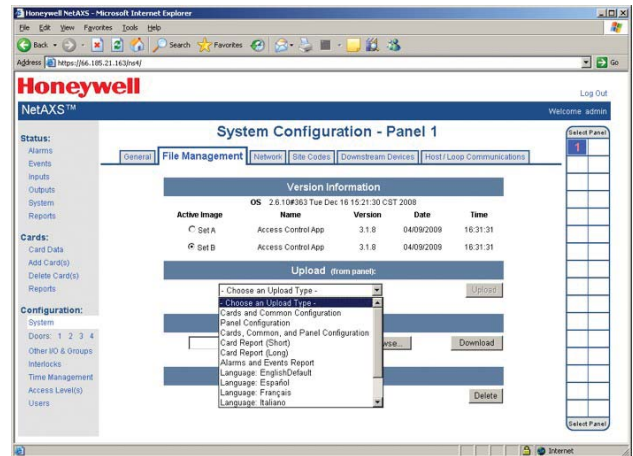 Honeywell NetAXS - Microsoft Internet Explorer
File Edit View Favorites Tools Help
Back Search Favorites
Address https://66.185.21.163/ns4/ Go
Honeywell
Log Out
NetAXS™ Welcome admin
System Configuration - Panel 1
General File Management Network Site Codes Downstream Devices Host / Loop Communications
Select Panel
1
Status:
Alarms
Events
Inputs
Outputs
System
Reports
Cards:
Card Data
Add Card(s)
Delete Card(s)
Reports
Configuration:
System
Doors: 1 2 3 4
Other I/O & Groups
Interlocks
Time Management
Access Level(s)
Users
Version Information
OS 2.6.10#363 Tue Dec 16 15:21:30 CST 2008
Active Image Name Version Date Time
Set A Access Control App 3.1.8 04/09/2009 16:31:31
Set B Access Control App 3.1.8 04/09/2009 16:31:31
Upload (from panel):
- Choose an Upload Type - Upload
- Choose an Upload Type -
Cards and Common Configuration
Panel Configuration
Cards, Common, and Panel Configuration
Card Report (Short)
Card Report (Long)
Alarms and Events Report
Language: EnglishDefault
Language: Español
Language: Français
Language: Italiano
wse... Download
Delete
Select Panel
Internet